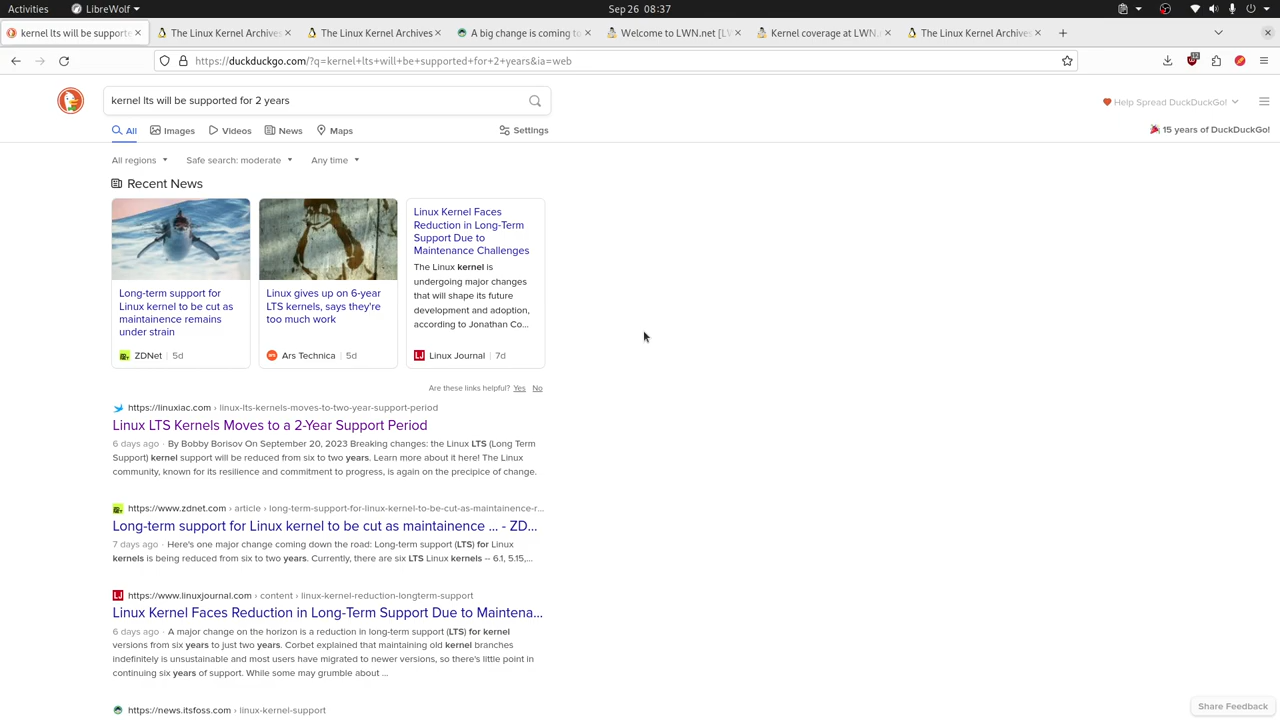 Activities
LibreWolf
Sep 26 08:37
kernel lts will be supporte
The Linux Kernel Archives
The Linux Kernel Archives
A big change is coming to
Welcome to LWN.net [LV
Kernel coverage at LWN.
The Linux Kernel Archives
https://duckduckgo.com/?q=kernel+lts+will+be+supported+for+2+years&ia=web
13
kernel lts will be supported for 2 years
Help Spread DuckDuckGo!
All
Images
Videos
News
Maps
Settings
15 years of DuckDuckGo!
All regions
Safe search: moderate
Any time
Recent News
Long-term support for
Linux kernel to be cut as
maintainence remains
under strain
ZDNet 5d
Linux gives up on 6-year
LTS kernels, says they're
too much work
Ars Technica 5d
Linux Kernel Faces
Reduction in Long-Term
Support Due to
Maintenance Challenges
The Linux kernel is
undergoing major changes
that will shape its future
development and adoption,
according to Jonathan Co...
LJ Linux Journal 7d
Are these links helpful? Yes No
https://linuxiac.com › linux-lts-kernels-moves-to-two-year-support-period
Linux LTS Kernels Moves to a 2-Year Support Period
6 days ago · By Bobby Borisov On September 20, 2023 Breaking changes: the Linux LTS (Long Term
Support) kernel support will be reduced from six to two years. Learn more about it here! The Linux
community, known for its resilience and commitment to progress, is again on the precipice of change.
https://www.zdnet.com › article › long-term-support-for-linux-kernel-to-be-cut-as-maintainence-r...
Long-term support for Linux kernel to be cut as maintainence ... - ZD...
7 days ago · Here's one major change coming down the road: Long-term support (LTS) for Linux
kernels is being reduced from six to two years. Currently, there are six LTS Linux kernels -- 6.1, 5.15,...
LJ https://www.linuxjournal.com › content › linux-kernel-reduction-longterm-support
Linux Kernel Faces Reduction in Long-Term Support Due to Maintena...
6 days ago · A major change on the horizon is a reduction in long-term support (LTS) for kernel
versions from six years to just two years. Corbet explained that maintaining old kernel branches
indefinitely is unsustainable and most users have migrated to newer versions, so there's little point in
continuing six years of support. While some may grumble about ...
https://news.itsfoss.com › linux-kernel-support
Share Feedback